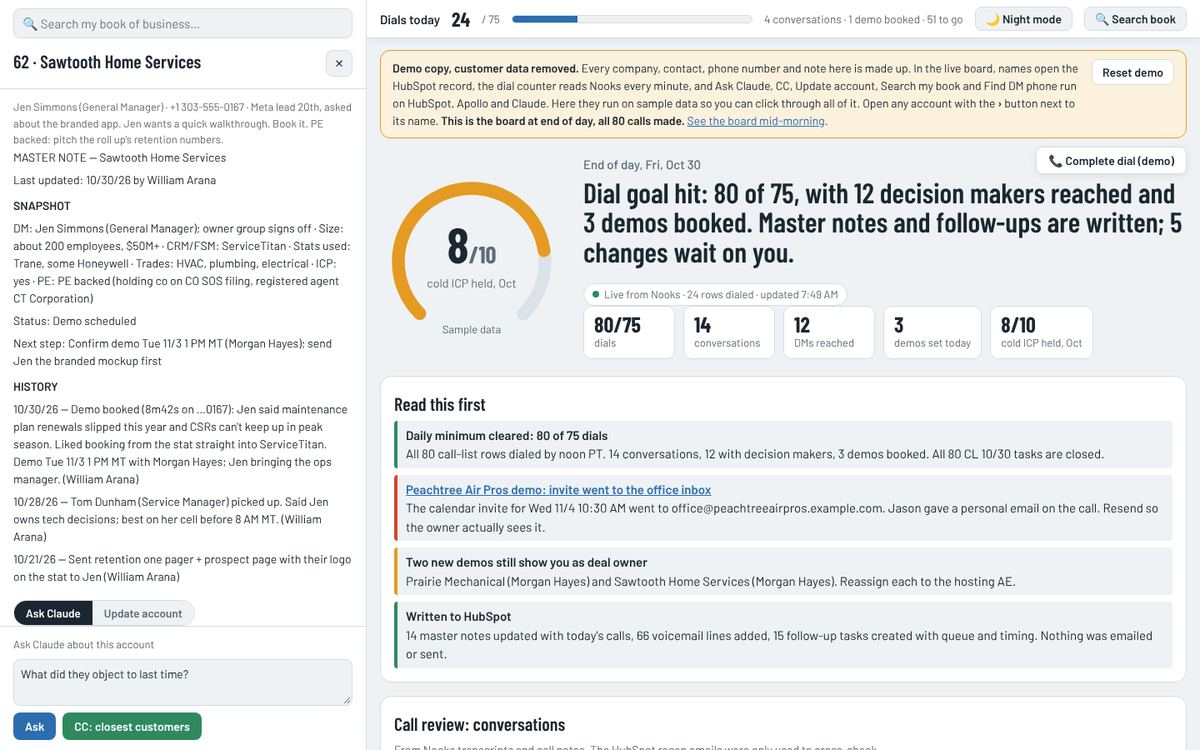 🔍 Search my book of business...
62 · Sawtooth Home Services
✕
Jen Simmons (General Manager) · +1 303-555-0167 · Meta lead 20th, asked
about the branded app. Jen wants a quick walkthrough. Book it. PE
backed: pitch the roll up's retention numbers.
MASTER NOTE — Sawtooth Home Services
Last updated: 10/30/26 by William Arana
SNAPSHOT
DM: Jen Simmons (General Manager); owner group signs off · Size:
about 200 employees, $50M+ · CRM/FSM: ServiceTitan · Stats used:
Trane, some Honeywell · Trades: HVAC, plumbing, electrical · ICP:
yes · PE: PE backed (holding co on CO SOS filing, registered agent
CT Corporation)
Status: Demo scheduled
Next step: Confirm demo Tue 11/3 1 PM MT (Morgan Hayes); send
Jen the branded mockup first
HISTORY
10/30/26 — Demo booked (8m42s on ...0167): Jen said maintenance
plan renewals slipped this year and CSRs can't keep up in peak
season. Liked booking from the stat straight into ServiceTitan.
Demo Tue 11/3 1 PM MT with Morgan Hayes; Jen bringing the ops
manager. (William Arana)
10/28/26 — Tom Dunham (Service Manager) picked up. Said Jen
owns tech decisions; best on her cell before 8 AM MT. (William
Arana)
10/21/26 — Sent retention one pager + prospect page with their logo
on the stat to Jen (William Arana)
Ask Claude Update account
Ask Claude about this account
What did they object to last time?
Ask CC: closest customers
Dials today 24 / 75 4 conversations · 1 demo booked · 51 to go 🌙 Night mode 🔍 Search book
Demo copy, customer data removed. Every company, contact, phone number and note here is made up. In the live board, names open the
HubSpot record, the dial counter reads Nooks every minute, and Ask Claude, CC, Update account, Search my book and Find DM phone run
on HubSpot, Apollo and Claude. Here they run on sample data so you can click through all of it. Open any account with the › button next to
its name. This is the board at end of day, all 80 calls made. See the board mid-morning.
Reset demo
📞 Complete dial (demo)
8/10
cold ICP held, Oct
Sample data
End of day, Fri, Oct 30
Dial goal hit: 80 of 75, with 12 decision makers reached and
3 demos booked. Master notes and follow-ups are written; 5
changes wait on you.
Live from Nooks · 24 rows dialed · updated 7:49 AM
80/75 14 12 3 8/10
dials conversations DMs reached demos set today cold ICP held, Oct
Read this first
Daily minimum cleared: 80 of 75 dials
All 80 call-list rows dialed by noon PT. 14 conversations, 12 with decision makers, 3 demos booked. All 80 CL 10/30 tasks are closed.
Peachtree Air Pros demo: invite went to the office inbox
The calendar invite for Wed 11/4 10:30 AM went to office@peachtreeairpros.example.com. Jason gave a personal email on the call. Resend so
the owner actually sees it.
Two new demos still show you as deal owner
Prairie Mechanical (Morgan Hayes) and Sawtooth Home Services (Morgan Hayes). Reassign each to the hosting AE.
Written to HubSpot
14 master notes updated with today's calls, 66 voicemail lines added, 15 follow-up tasks created with queue and timing. Nothing was emailed
or sent.
Call review: conversations
From Nooks transcripts and call notes. The HubSpot recap emails were only used to cross-check.